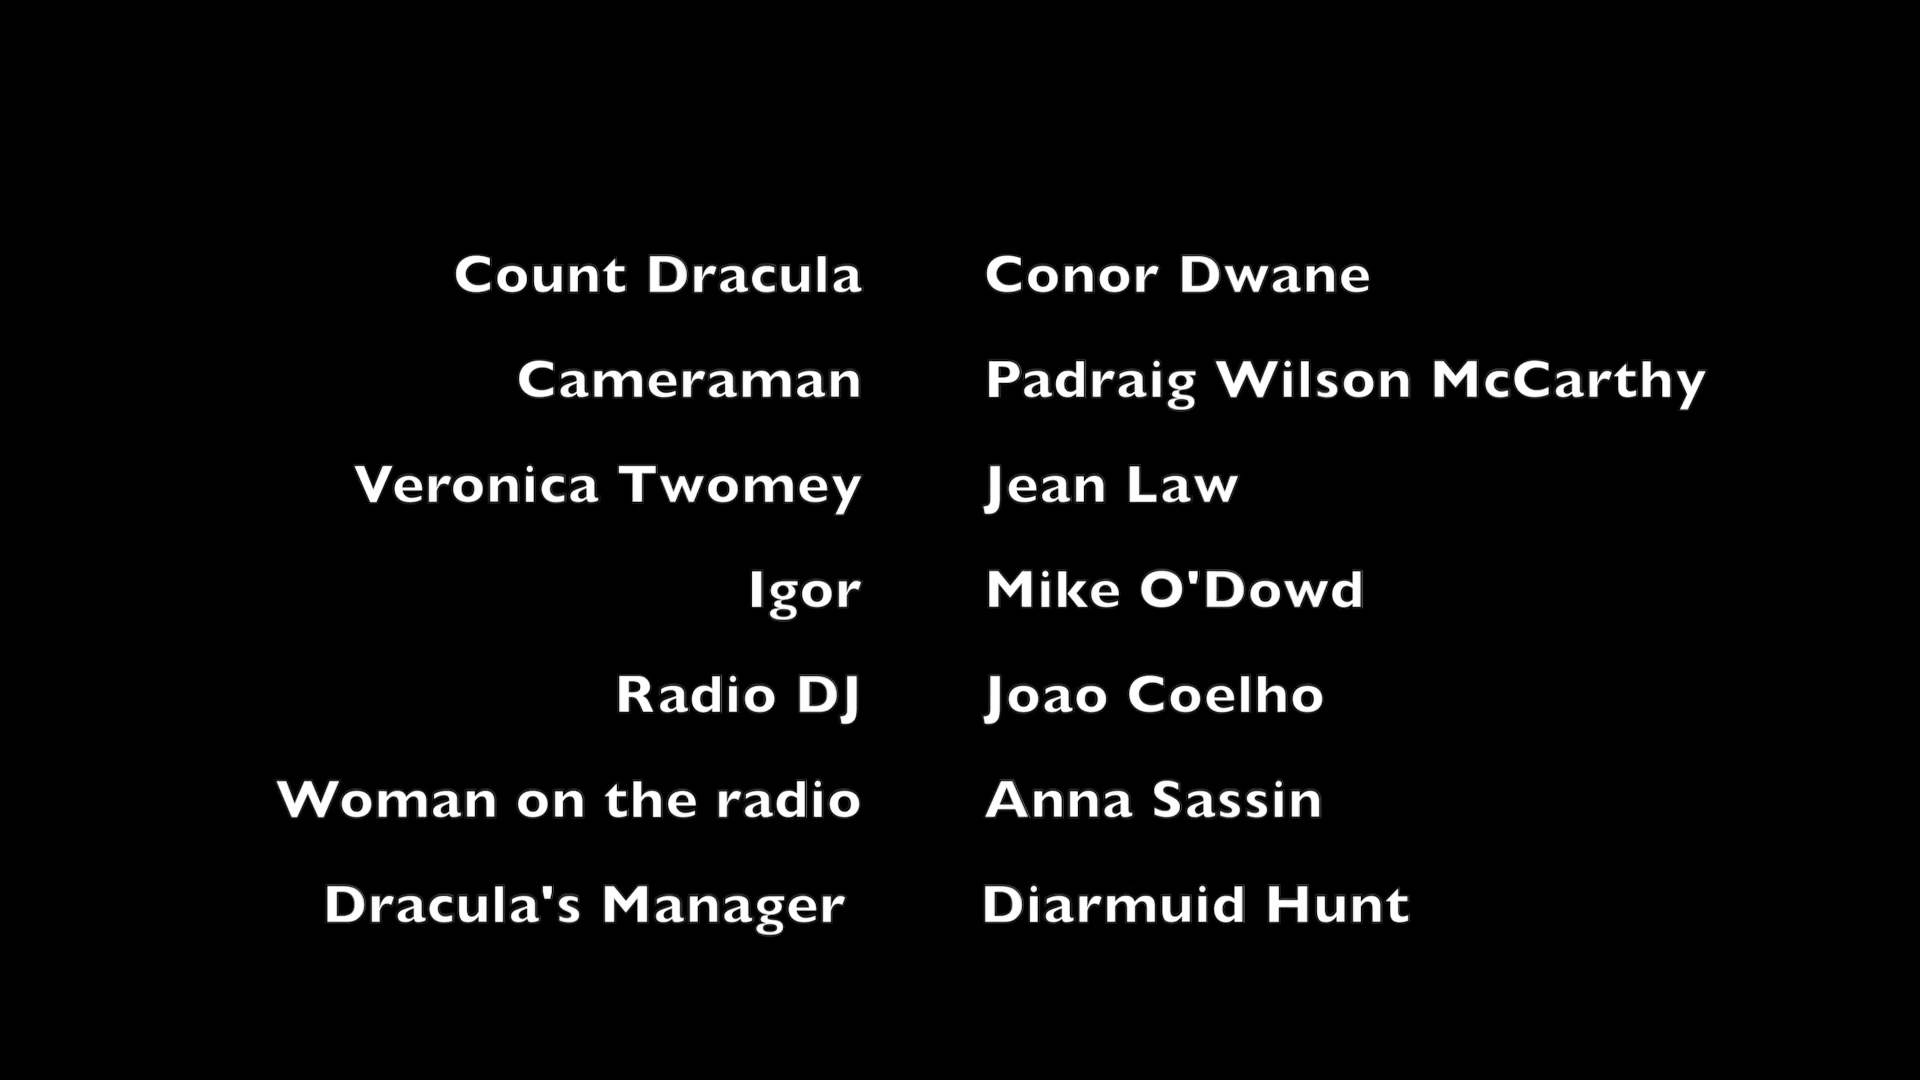 Count Dracula Conor Dwane
Cameraman Padraig Wilson McCarthy
Veronica Twomey Jean Law
Igor Mike O'Dowd
Radio DJ Joao Coelho
Woman on the radio Anna Sassin
Dracula's Manager Diarmuid Hunt